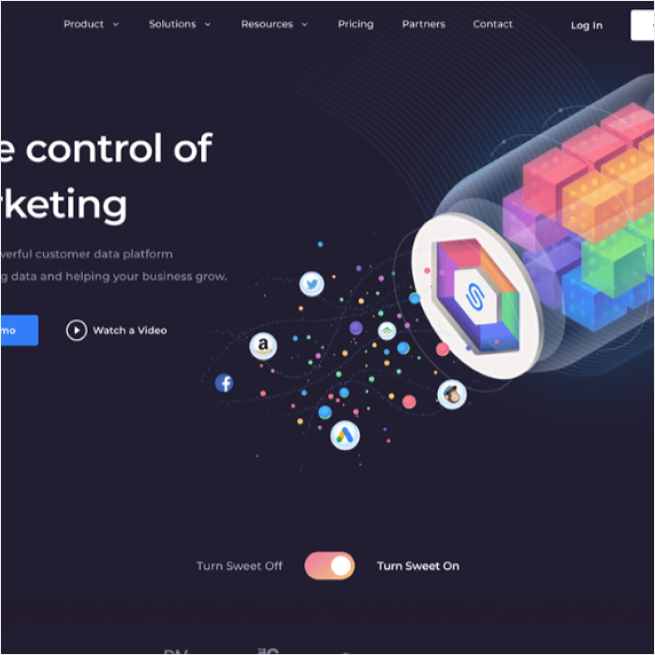 Product Solutions Resources Pricing Partners Contact Log In
e control of
keting
werful customer data platform
g data and helping your business grow.
mo
Watch a Video
a
Turn Sweet Off
Turn Sweet On